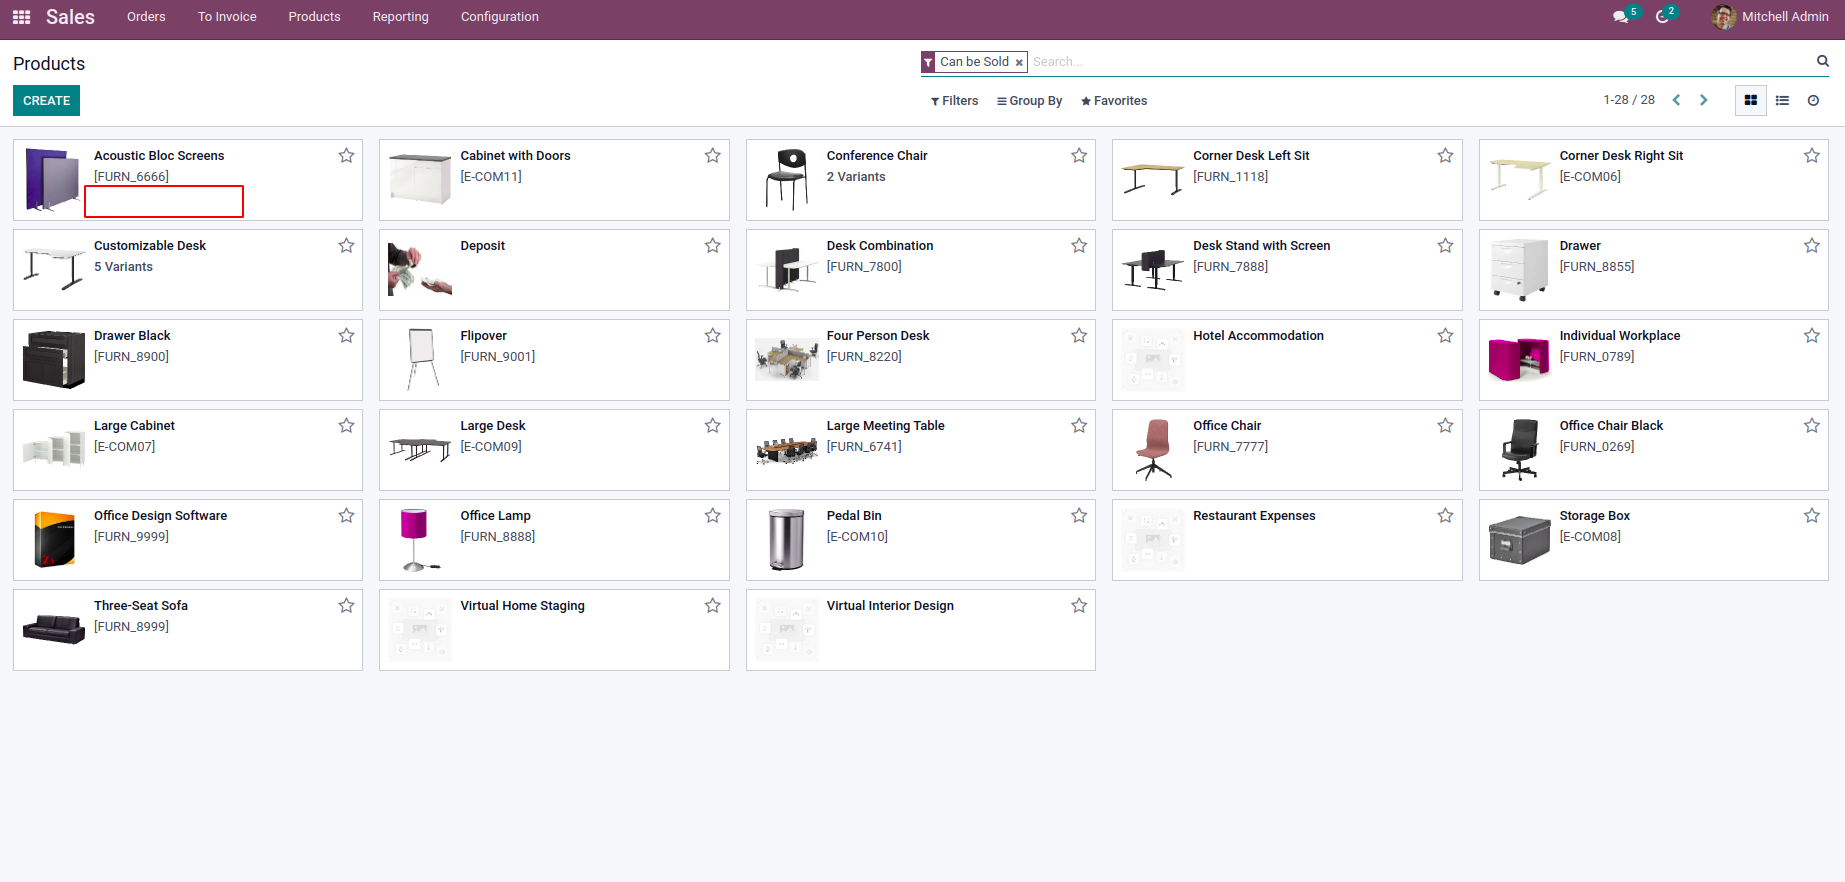 Sales Orders To Invoice Products Reporting Configuration 5 2 Mitchell Admin
Products Can be Sold × Search...
CREATE Filters Group By Favorites 1-28 / 28
Acoustic Bloc Screens
[FURN_6666]
Cabinet with Doors
[E-COM11]
Conference Chair
2 Variants
Corner Desk Left Sit
[FURN_1118]
Corner Desk Right Sit
[E-COM06]
Customizable Desk
5 Variants
Deposit
Desk Combination
[FURN_7800]
Desk Stand with Screen
[FURN_7888]
Drawer
[FURN_8855]
Drawer Black
[FURN_8900]
Flipover
[FURN_9001]
Four Person Desk
[FURN_8220]
Hotel Accommodation
Individual Workplace
[FURN_0789]
Large Cabinet
[E-COM07]
Large Desk
[E-COM09]
Large Meeting Table
[FURN_6741]
Office Chair
[FURN_7777]
Office Chair Black
[FURN_0269]
Office Design Software
[FURN_9999]
Office Lamp
[FURN_8888]
Pedal Bin
[E-COM10]
Restaurant Expenses
Storage Box
[E-COM08]
Three-Seat Sofa
[FURN_8999]
Virtual Home Staging
Virtual Interior Design